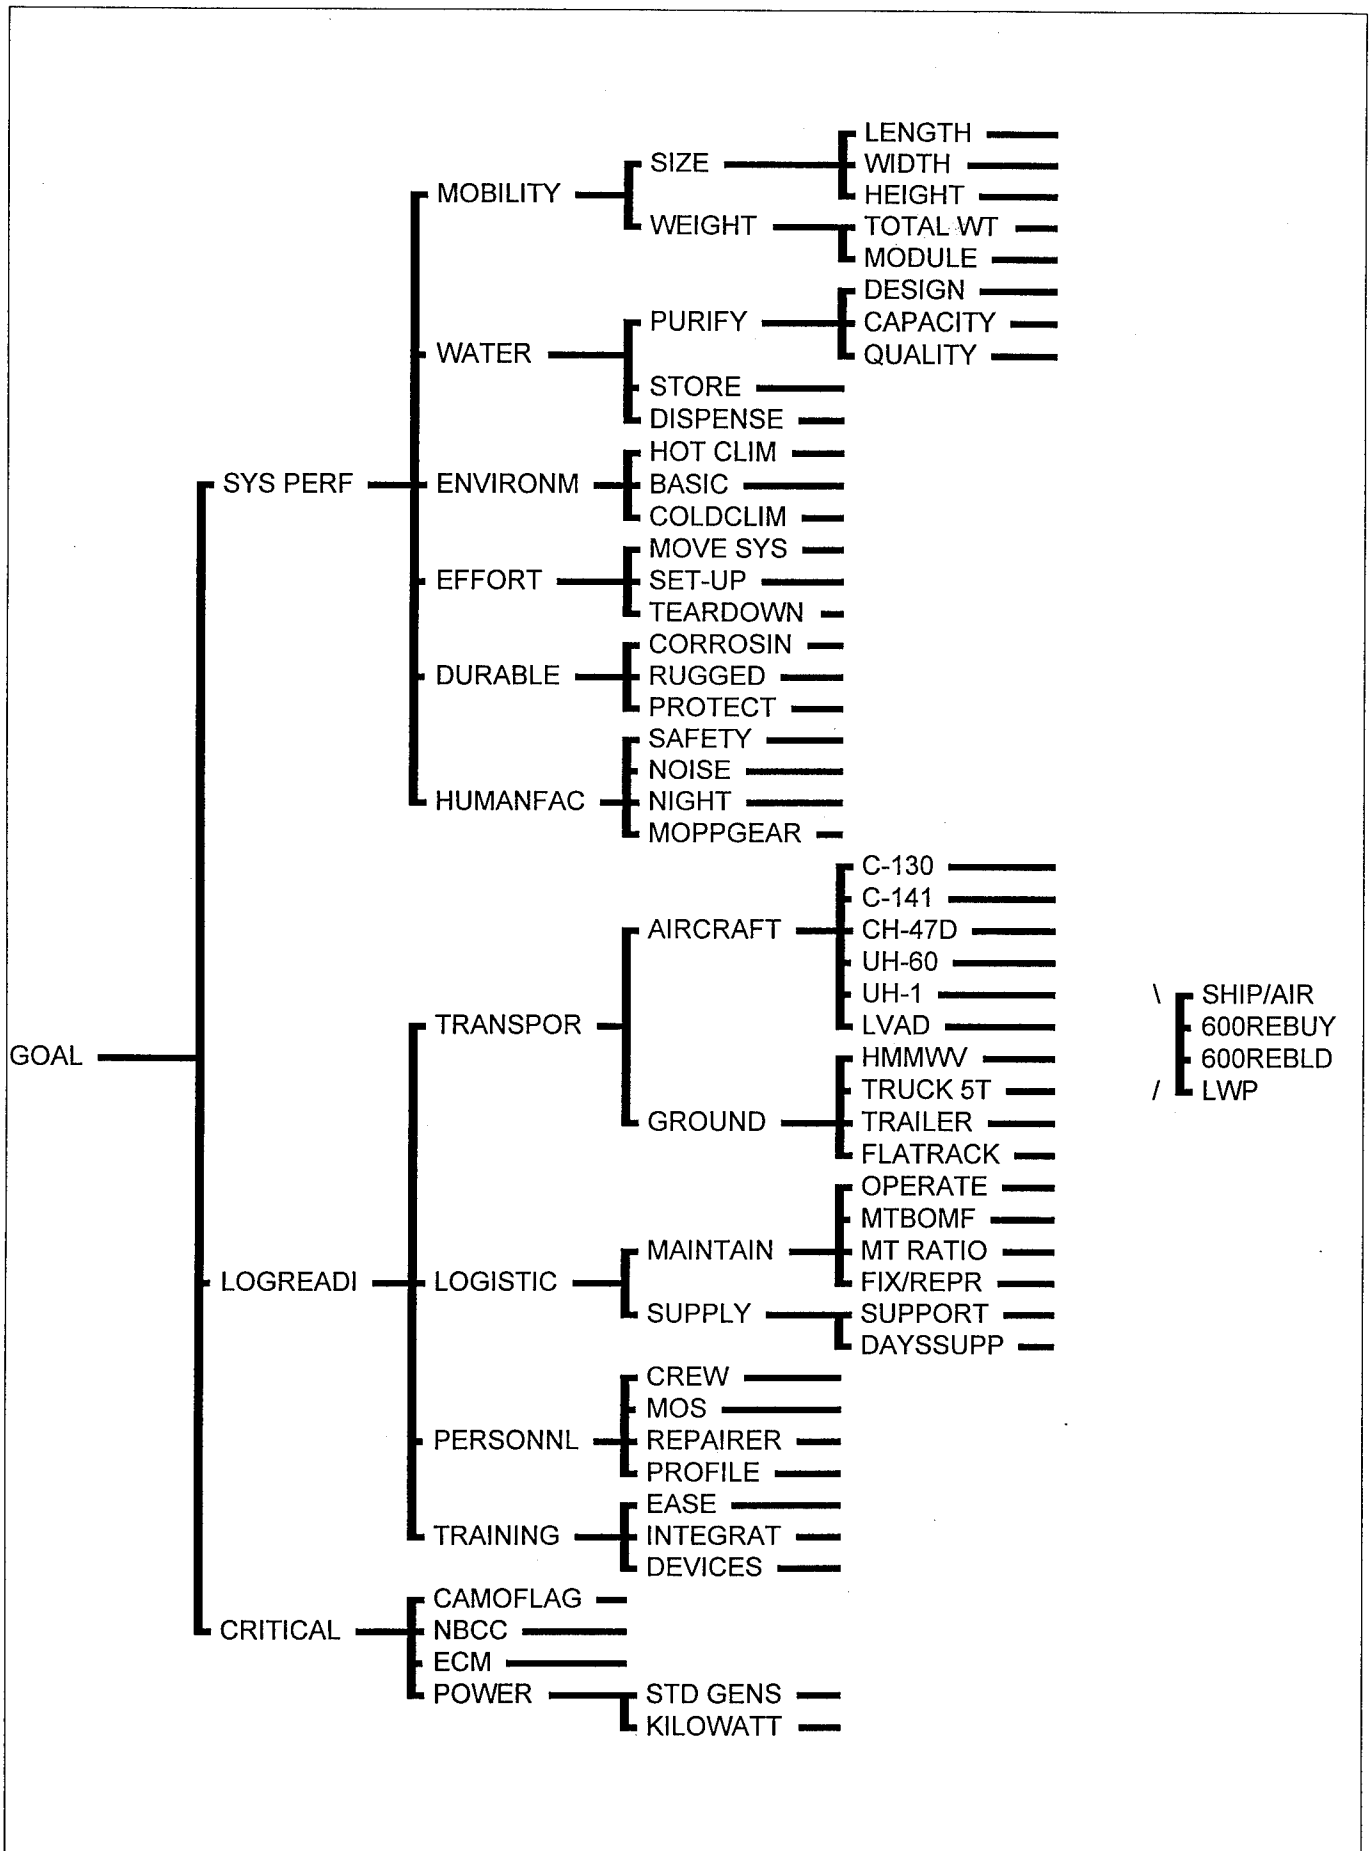 LENGTH
SIZE WIDTH
MOBILITY HEIGHT
WEIGHT TOTAL WT
MODULE
DESIGN
PURIFY CAPACITY
WATER QUALITY
STORE
DISPENSE
HOT CLIM
SYS PERF ENVIRONM BASIC
COLDCLIM
MOVE SYS
EFFORT SET-UP
TEARDOWN
CORROSIN
DURABLE RUGGED
PROTECT
SAFETY
NOISE
HUMANFAC NIGHT
MOPPGEAR
C-130
C-141
AIRCRAFT CH-47D
UH-60
UH-1 \ SHIP/AIR
TRANSPOR LVAD 600REBUY
GOAL HMMWV 600REBLD
TRUCK 5T / LWP
GROUND TRAILER
FLATRACK
OPERATE
MTBOMF
MAINTAIN MT RATIO
LOGREADI LOGISTIC FIX/REPR
SUPPLY SUPPORT
DAYSSUPP
CREW
MOS
PERSONNL REPAIRER
PROFILE
EASE
TRAINING INTEGRAT
DEVICES
CAMOFLAG
CRITICAL NBCC
ECM
POWER STD GENS
KILOWATT